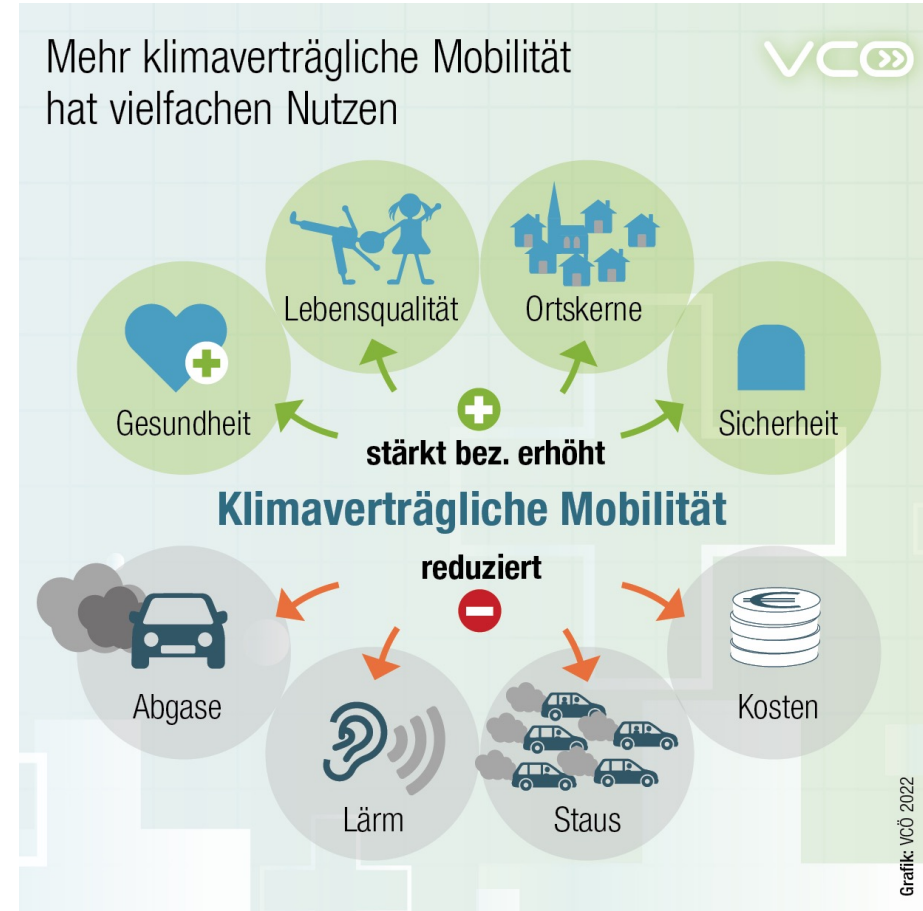 Mehr klimaverträgliche Mobilität
hat vielfachen Nutzen
VCÖ
Lebensqualität
Ortskerne
Gesundheit
Sicherheit
stärkt bez. erhöht
Klimaverträgliche Mobilität
reduziert
Abgase
Kosten
Lärm
Staus
Grafik: VCÖ 2022